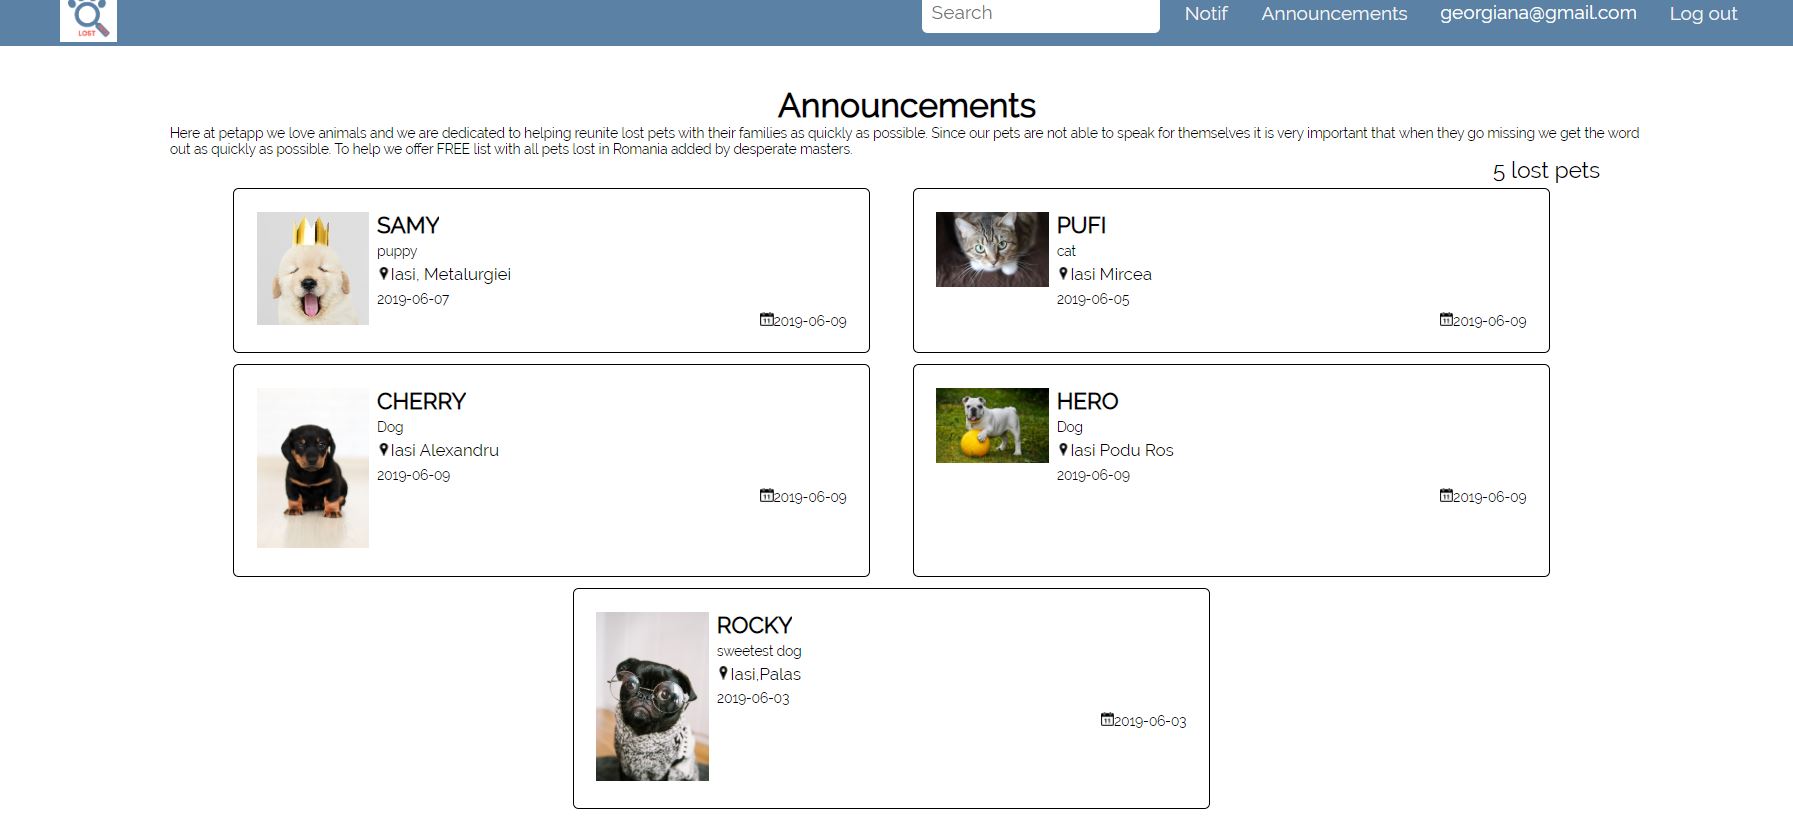 LOST
Search
Notif
Announcements
georgiana@gmail.com
Log out
Announcements
Here at petapp we love animals and we are dedicated to helping reunite lost pets with their families as quickly as possible. Since our pets are not able to speak for themselves it is very important that when they go missing we get the word
out as quickly as possible. To help we offer FREE list with all pets lost in Romania added by desperate masters.
5 lost pets
SAMY
puppy
Iasi, Metalurgiei
2019-06-07
2019-06-09
PUFI
cat
Iasi Mircea
2019-06-05
2019-06-09
CHERRY
Dog
Iasi Alexandru
2019-06-09
2019-06-09
HERO
Dog
Iasi Podu Ros
2019-06-09
2019-06-09
ROCKY
sweetest dog
Iasi,Palas
2019-06-03
2019-06-03